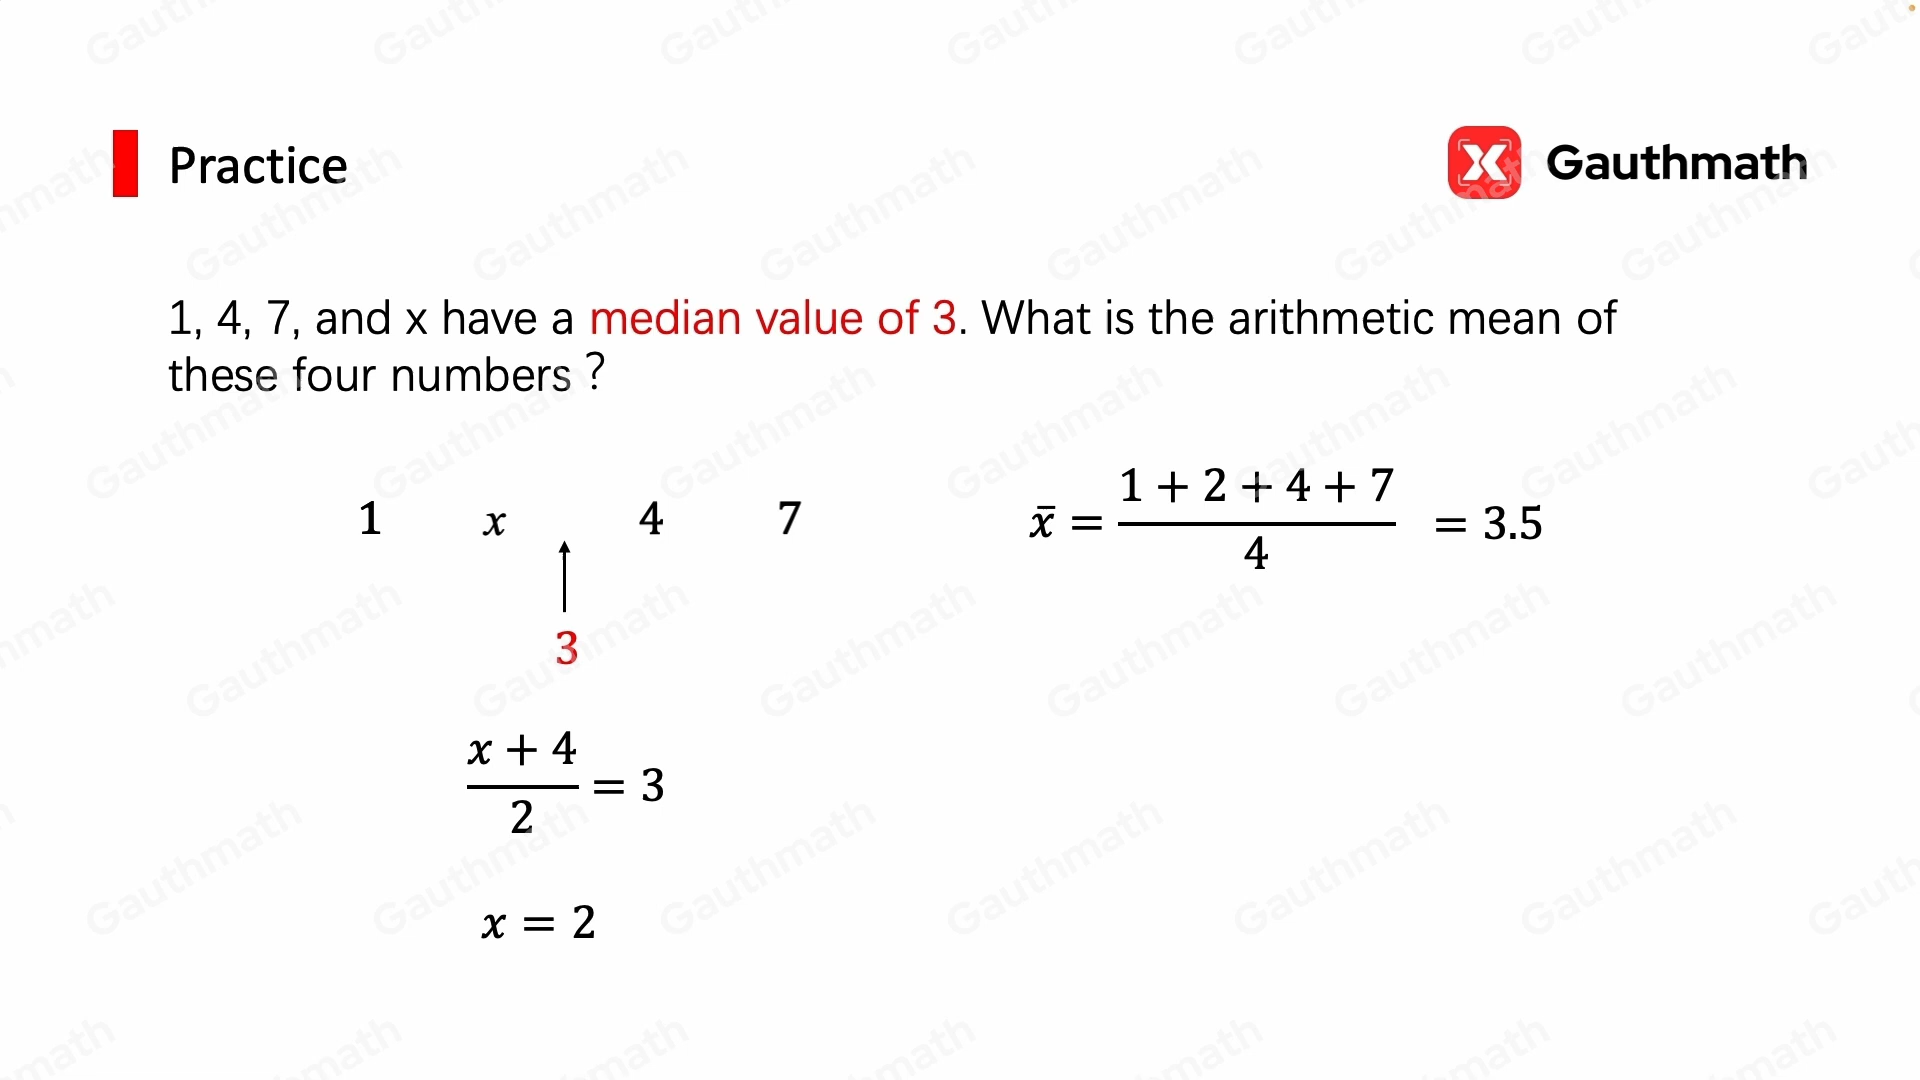 Practice
Gauthmath
1, 4, 7, and x have a median value of 3. What is the arithmetic mean of
these four numbers ?
1 x 4 7
3
x + 4
2
= 3
x = 2
x̄ =
1 + 2 + 4 + 7
4
= 3.5